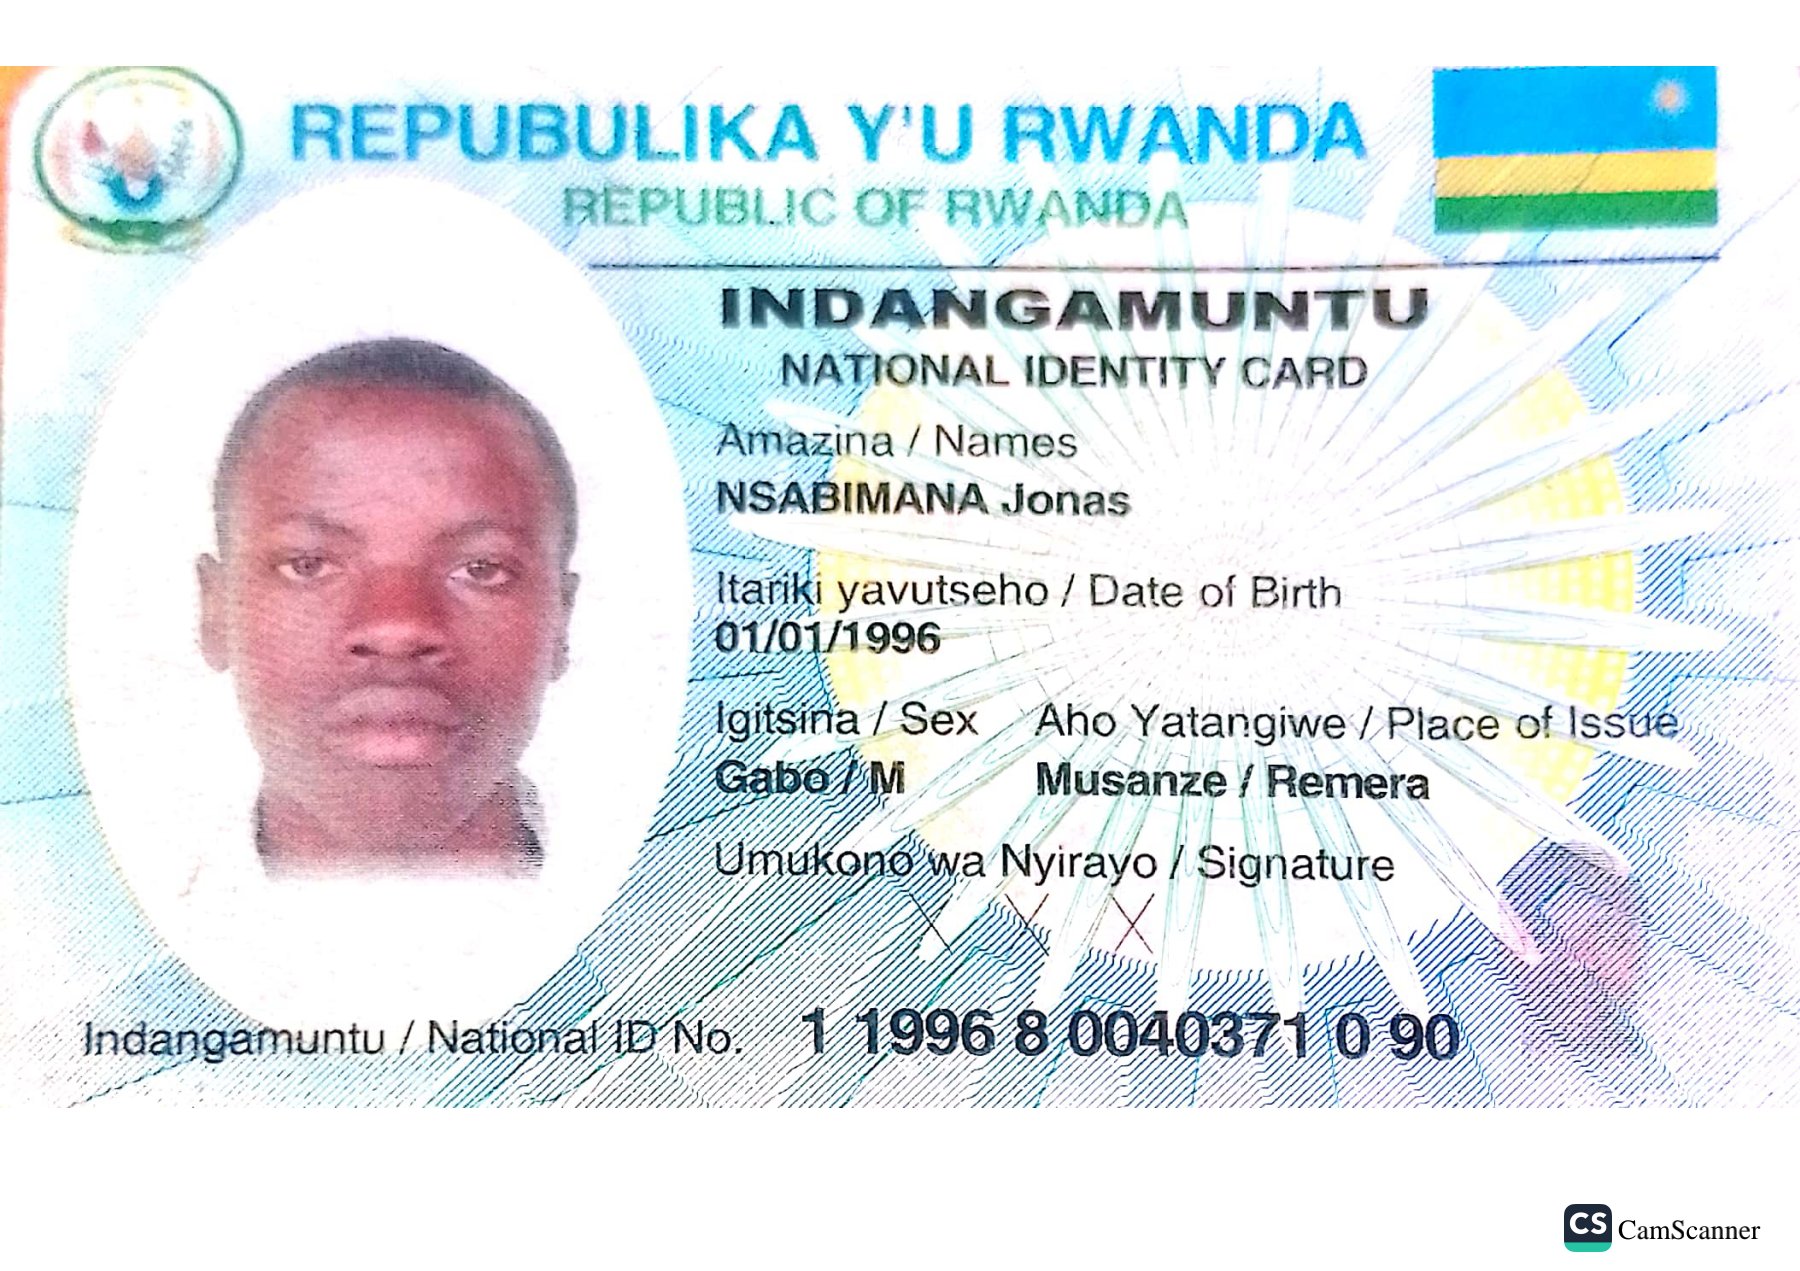 REPUBULIKA Y'U RWANDA
REPUBLIC OF RWANDA
INDANGAMUNTU
NATIONAL IDENTITY CARD
Amazina / Names
NSABIMANA Jonas
Itariki yavutseho / Date of Birth
01/01/1996
Igitsina / Sex Aho Yatangiwe / Place of Issue
Gabo / M Musanze / Remera
Umukono wa Nyirayo / Signature
Indangamuntu / National ID No. 1 1996 8 0040371 0 90
CS CamScanner